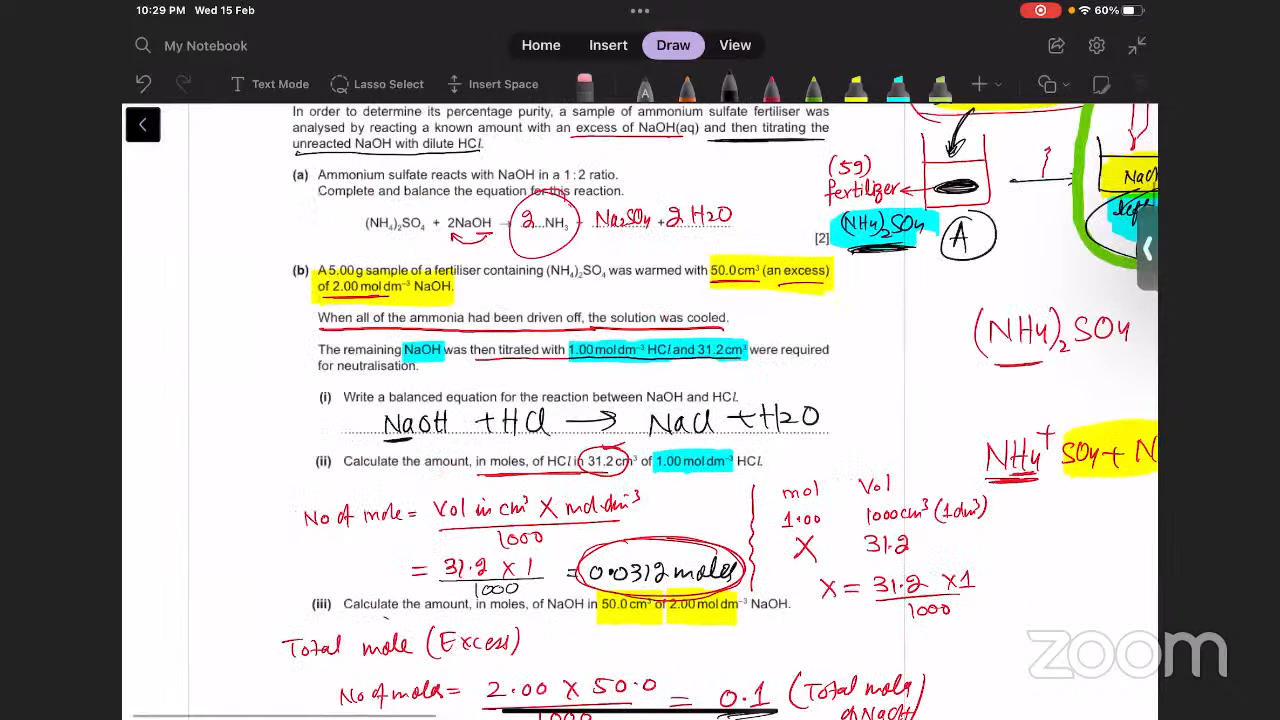 10:29 PM Wed 15 Feb
60%
My Notebook
Home Insert Draw View
Text Mode Lasso Select Insert Space
In order to determine its percentage purity, a sample of ammonium sulfate fertiliser was
analysed by reacting a known amount with an excess of NaOH(aq) and then titrating the
unreacted NaOH with dilute HCl.
(a) Ammonium sulfate reacts with NaOH in a 1 : 2 ratio.
Complete and balance the equation for this reaction.
(NH₄)₂SO₄ + 2NaOH → 2...NH₃ + Na2SO4 + 2 H2O
[2]
(b) A 5.00 g sample of a fertiliser containing (NH₄)₂SO₄ was warmed with 50.0 cm³ (an excess)
of 2.00 mol dm⁻³ NaOH.
When all of the ammonia had been driven off, the solution was cooled.
The remaining NaOH was then titrated with 1.00 mol dm⁻³ HCl and 31.2 cm³ were required
for neutralisation.
(i) Write a balanced equation for the reaction between NaOH and HCl.
NaOH + HCl → NaCl + H2O
(ii) Calculate the amount, in moles, of HCl in 31.2 cm³ of 1.00 mol dm⁻³ HCl.
No of mole = Vol in cm³ X mol.dm⁻³
1000
= 31.2 X 1 = 0.0312 moles
1000
mol Vol
1.00 1000cm³ (1dm³)
X 31.2
X = 31.2 X 1
1000
(iii) Calculate the amount, in moles, of NaOH in 50.0 cm³ of 2.00 mol dm⁻³ NaOH.
Total mole (Excess)
No of moles = 2.00 X 50.0 = 0.1 (Total moles
1000 of NaOH)
(5g)
fertilizer
(NH4)2SO4
A
(NH4)2 SO4
NH4⁺ SO4 + N
zoom